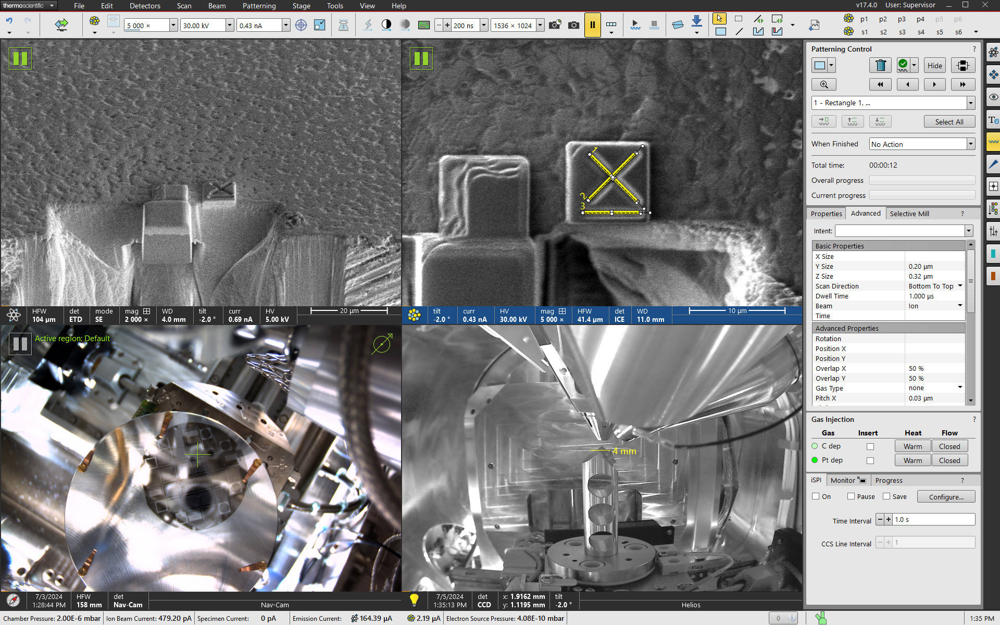 thermoscientific File Edit Detectors Scan Beam Patterning Stage Tools View Help v17.4.0 User: Supervisor
5 000 × 30.00 kV 0.43 nA 200 ns 1536 × 1024
p1 p2 p3 p4 p5 p6
s1 s2 s3 s4 s5 s6
Patterning Control ?
Hide
1 - Rectangle 1, ...
Select All
When Finished No Action
Total time: 00:00:12
Overall progress
Current progress
Properties Advanced Selective Mill ?
Intent:
Basic Properties
X Size
Y Size 0.20 µm
Z Size 0.32 µm
Scan Direction Bottom To Top
Dwell Time 1.000 µs
Beam Ion
Time
Advanced Properties
Rotation
Position X
Position Y
Overlap X 50 %
Overlap Y 50 %
Gas Type none
Pitch X 0.03 µm
Gas Injection ?
Gas Insert Heat Flow
C dep Warm Closed
Pt dep Warm Closed
iSPI Monitor Progress ?
On Pause Save Configure...
Time Interval 1.0 s
CCS Line Interval 1
1
2
3
HFW det mode mag WD tilt curr HV 20 µm
104 µm ETD SE 2 000 × 4.0 mm -2.0 ° 0.69 nA 5.00 kV
tilt curr HV mag HFW det WD 10 µm
-2.0 ° 0.43 nA 30.00 kV 5 000 × 41.4 µm ICE 11.0 mm
Active region: Default
4 mm
7/3/2024 HFW det
1:28:44 PM 158 mm Nav-Cam Nav-Cam
7/5/2024 det x: 1.9162 mm tilt
1:35:13 PM CCD y: 1.1195 mm -2.0 ° Helios
Chamber Pressure: 2.00E-6 mbar Ion Beam Current: 479.20 pA Specimen Current: 0 pA Emission Current: 164.39 µA 2.19 µA Electron Source Pressure: 4.08E-10 mbar 0 1:35 PM